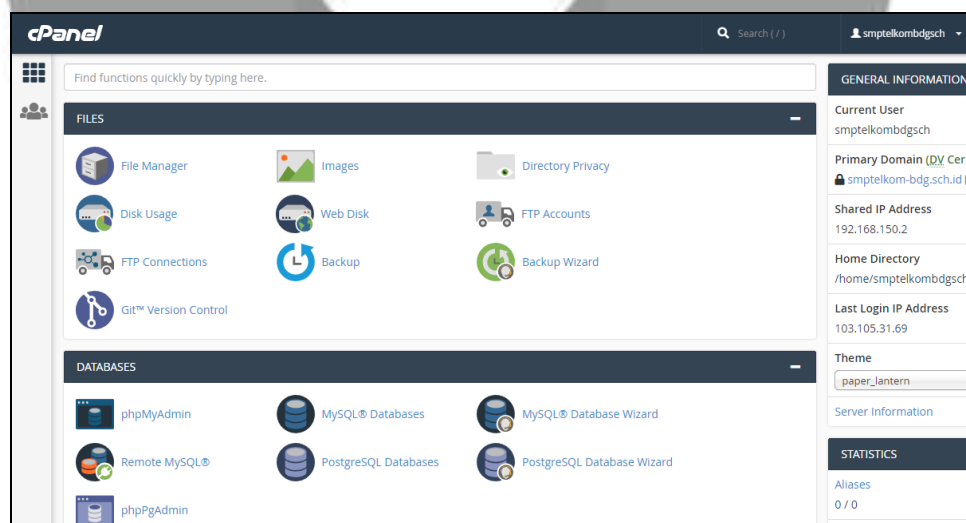 cPanel
Search ( / )
smptelkombdgsch
Find functions quickly by typing here.
FILES
File Manager
Images
Directory Privacy
Disk Usage
Web Disk
FTP Accounts
FTP Connections
Backup
Backup Wizard
Git™ Version Control
DATABASES
phpMyAdmin
MySQL® Databases
MySQL® Database Wizard
Remote MySQL®
PostgreSQL Databases
PostgreSQL Database Wizard
phpPgAdmin
GENERAL INFORMATION
Current User
smptelkombdgsch
Primary Domain (DV Cer
smptelkom-bdg.sch.id
Shared IP Address
192.168.150.2
Home Directory
/home/smptelkombdgsch
Last Login IP Address
103.105.31.69
Theme
paper_lantern
Server Information
STATISTICS
Aliases
0 / 0